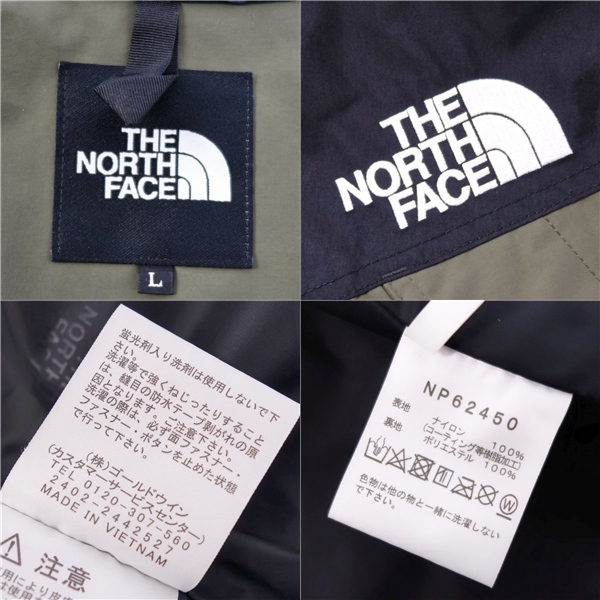 THE
NORTH
FACE
L
THE
NORTH
FACE
蛍光剤入り洗剤は使用しないで下
さい。
洗濯等で強くねじったりすること
は、縫目の防水テープ剥がれの原
因となります。ご注意下さい。
洗濯の際は、必ず面ファスナー、
ファスナー、ボタンを止めた状態
で行って下さい。
(株)ゴールドウイン
(カスタマーサービスセンター)
TEL 0120-307-560
2402 2442527
MADE IN VIETNAM
注意
NP62450
表地 ナイロン 100%
(コーティング等樹脂加工)
裏地 ポリエステル 100%
色物は他の物と一緒に洗濯しない
で下さい。